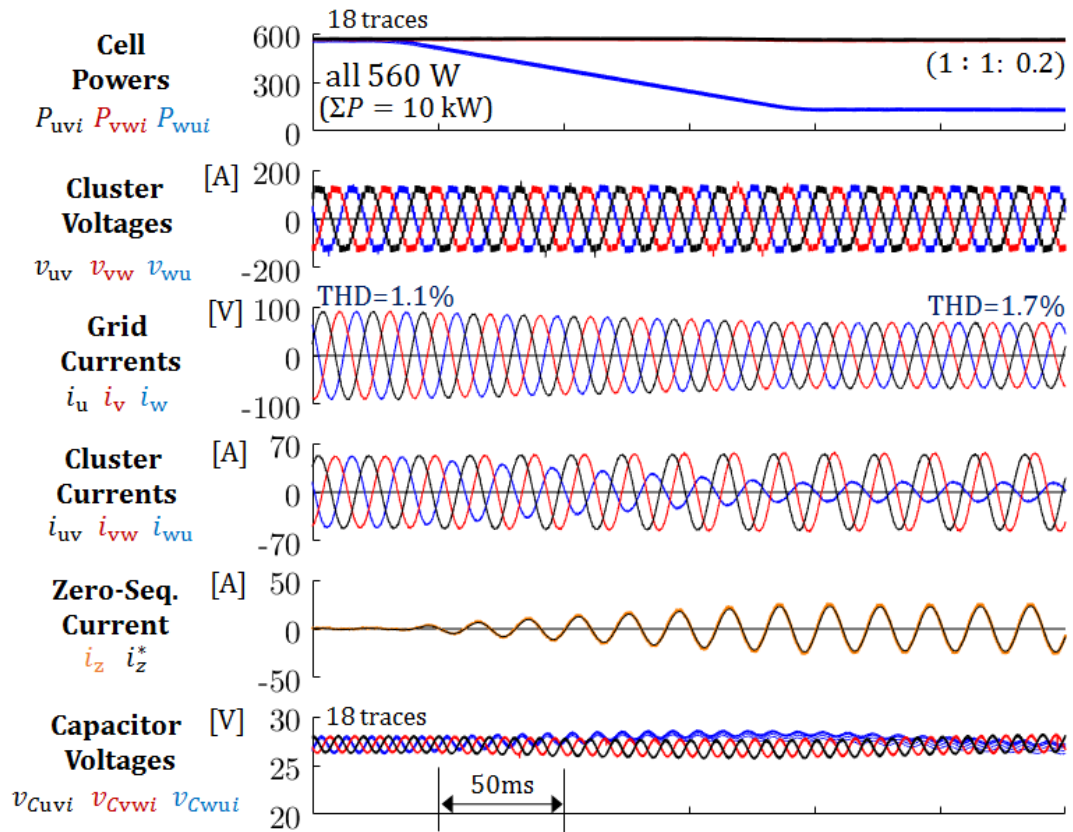 Cell
Powers
P_uvi P_vwi P_wui
18 traces
600
300
0
all 560 W
(ΣP = 10 kW)
(1 : 1: 0.2)
Cluster
Voltages
v_uv v_vw v_wu
[A]
200
0
-200
Grid
Currents
i_u i_v i_w
[V]
100
0
-100
THD=1.1%
THD=1.7%
Cluster
Currents
i_uv i_vw i_wu
[A]
70
0
-70
Zero-Seq.
Current
i_z i_z^*
[A]
50
0
-50
Capacitor
Voltages
v_Cuvi v_Cvwi v_Cwui
[V]
30
25
20
18 traces
50ms